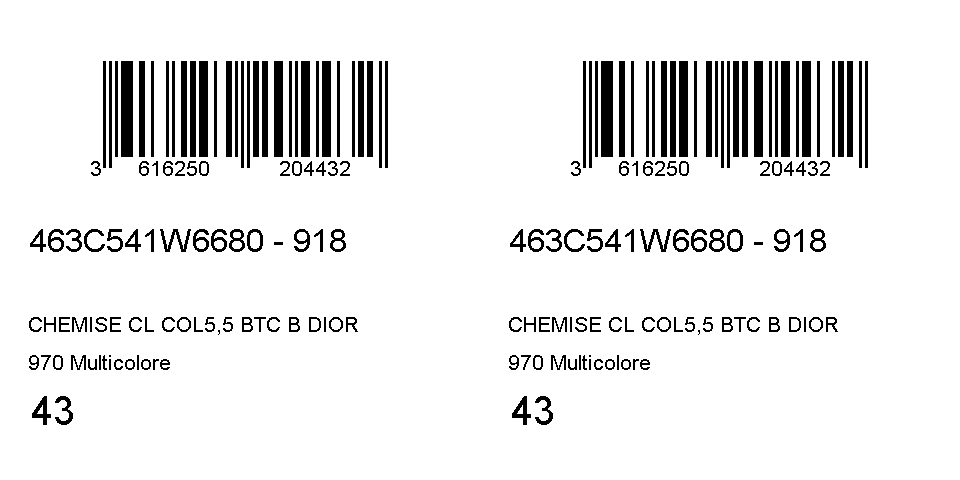 3 616250 204432
463C541W6680 - 918
CHEMISE CL COL5,5 BTC B DIOR
970 Multicolore
43
3 616250 204432
463C541W6680 - 918
CHEMISE CL COL5,5 BTC B DIOR
970 Multicolore
43